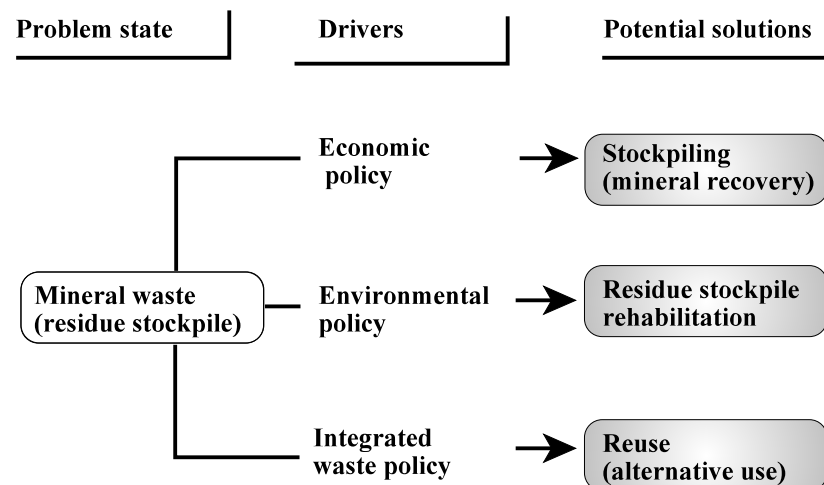 Problem state
Drivers
Potential solutions
Economic
policy
Stockpiling
(mineral recovery)
Mineral waste
(residue stockpile)
Environmental
policy
Residue stockpile
rehabilitation
Integrated
waste policy
Reuse
(alternative use)